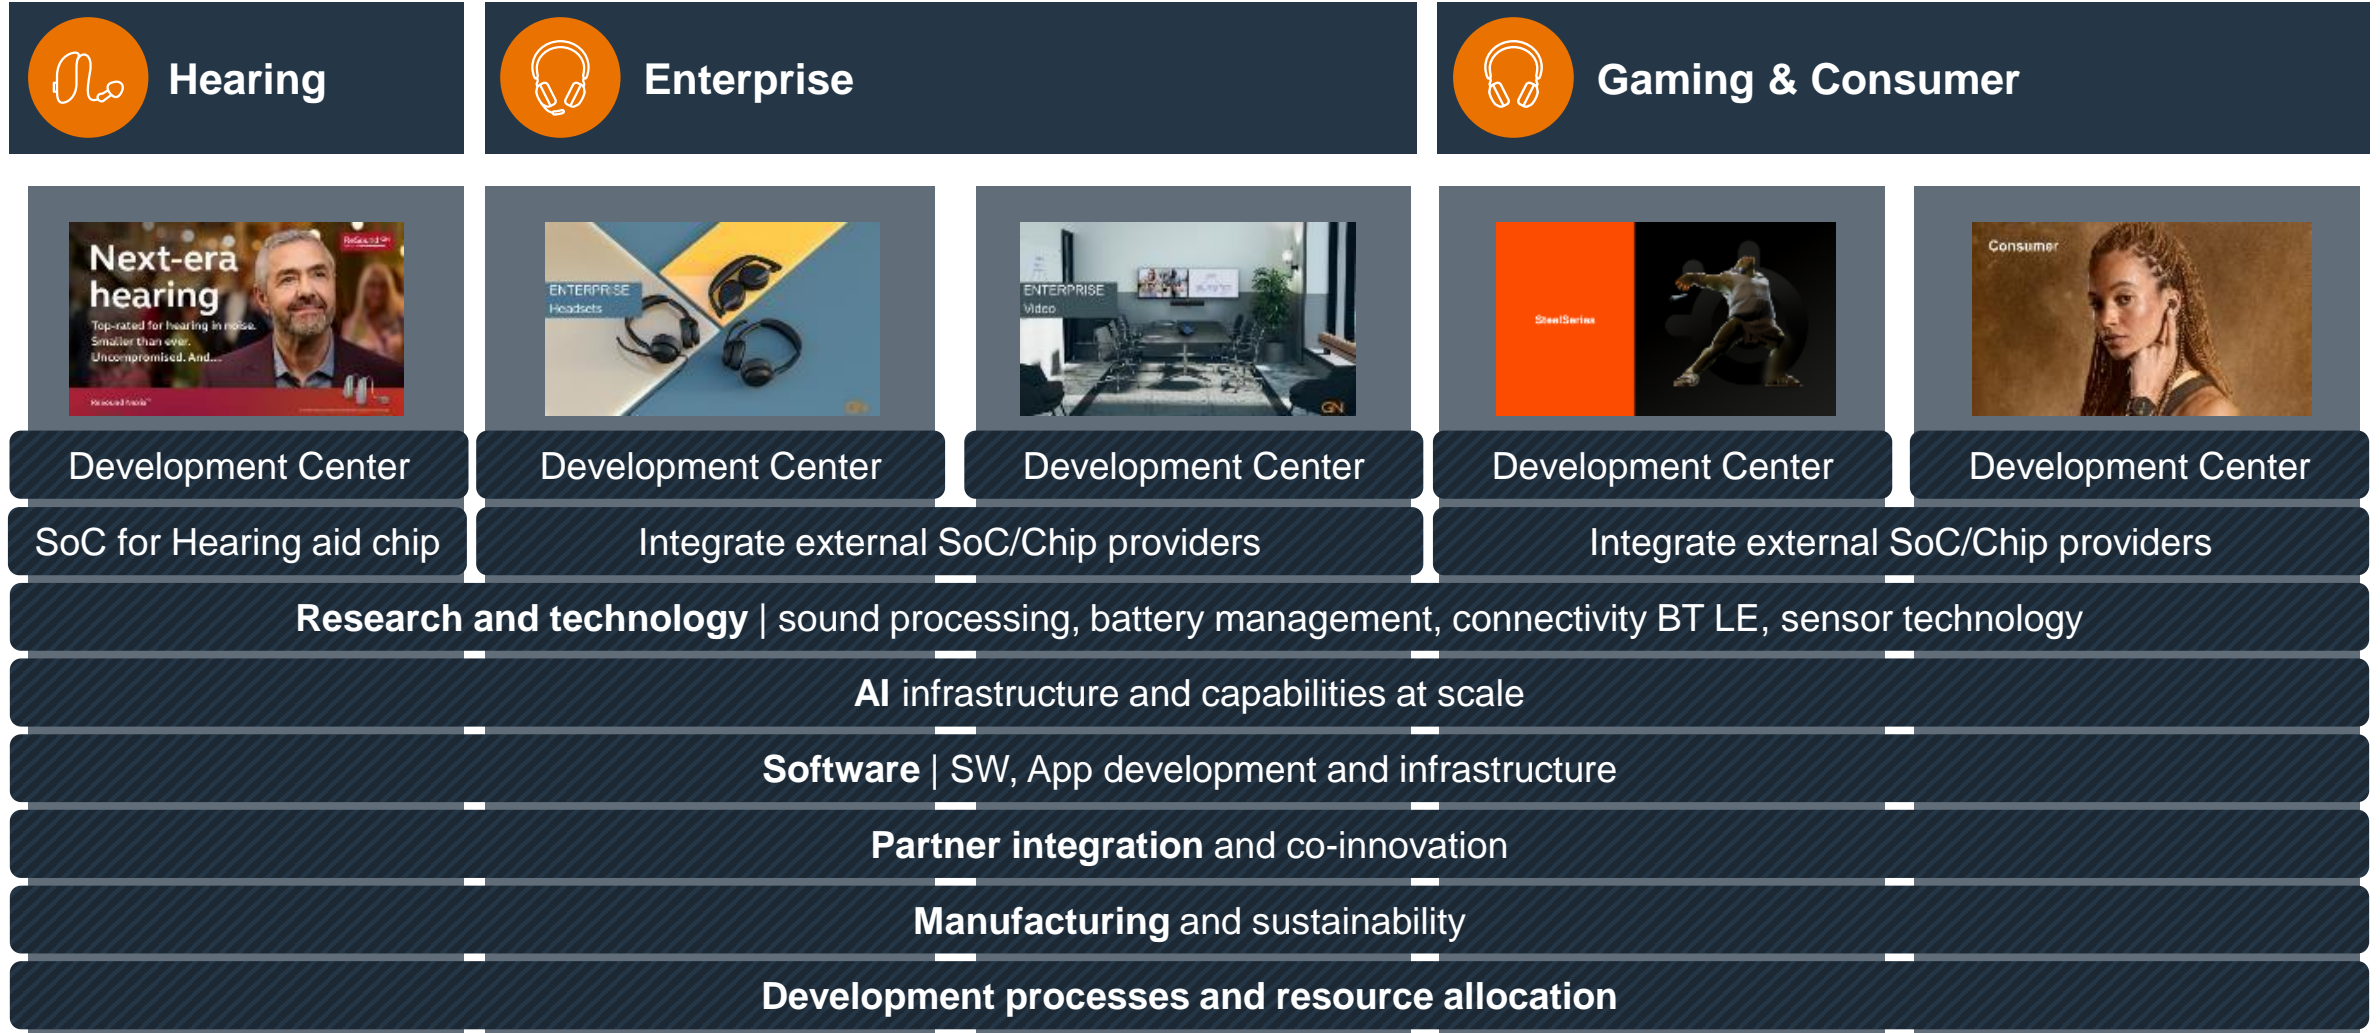 Hearing
Enterprise
Gaming & Consumer
Next-era
hearing
Top-rated for hearing in noise.
Smaller than ever.
Uncompromised. And....
ReSound GN
ENTERPRISE
Headsets
GN
ENTERPRISE
Video
GN
SteelSeries
Consumer
Development Center
Development Center
Development Center
Development Center
Development Center
SoC for Hearing aid chip
Integrate external SoC/Chip providers
Integrate external SoC/Chip providers
Research and technology | sound processing, battery management, connectivity BT LE, sensor technology
AI infrastructure and capabilities at scale
Software | SW, App development and infrastructure
Partner integration and co-innovation
Manufacturing and sustainability
Development processes and resource allocation